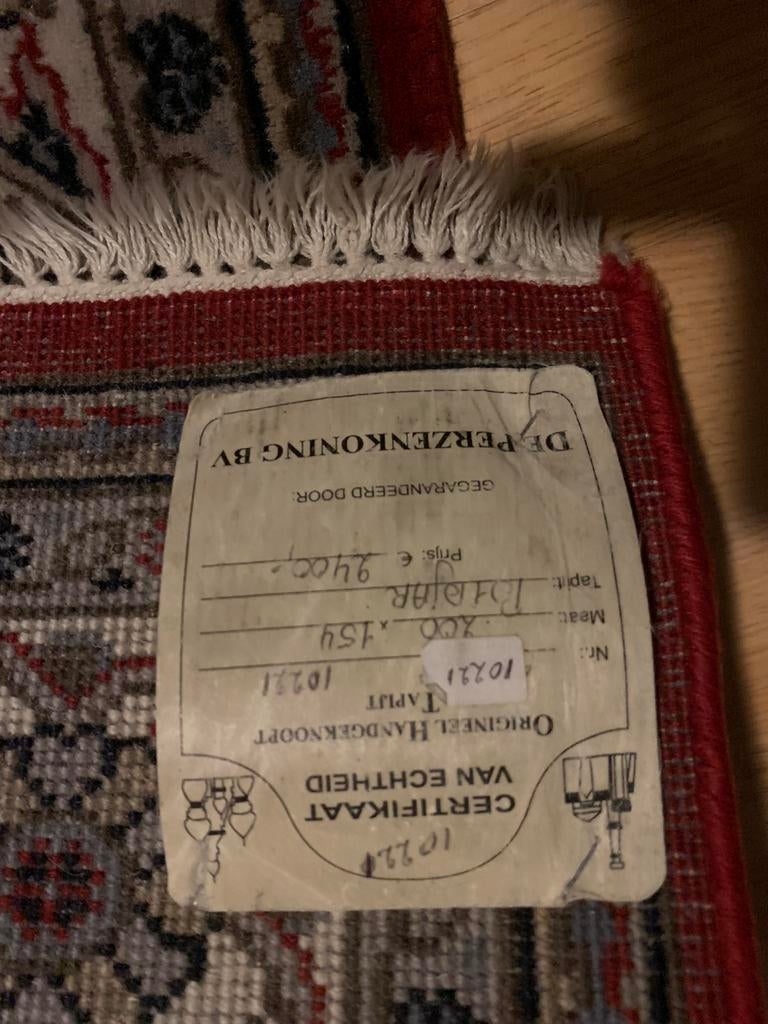 10221
CERTIFIKAAT
VAN ECHTHEID
ORIGINEEL HANDGEKNOOPT
TAPIJT
Nr.: 10221 10221
Maat: 200 x 154
Tapijt: BIDJAR
Prijs: € 2400,-
GEGARANDEERD DOOR:
DE PERZENKONING BV